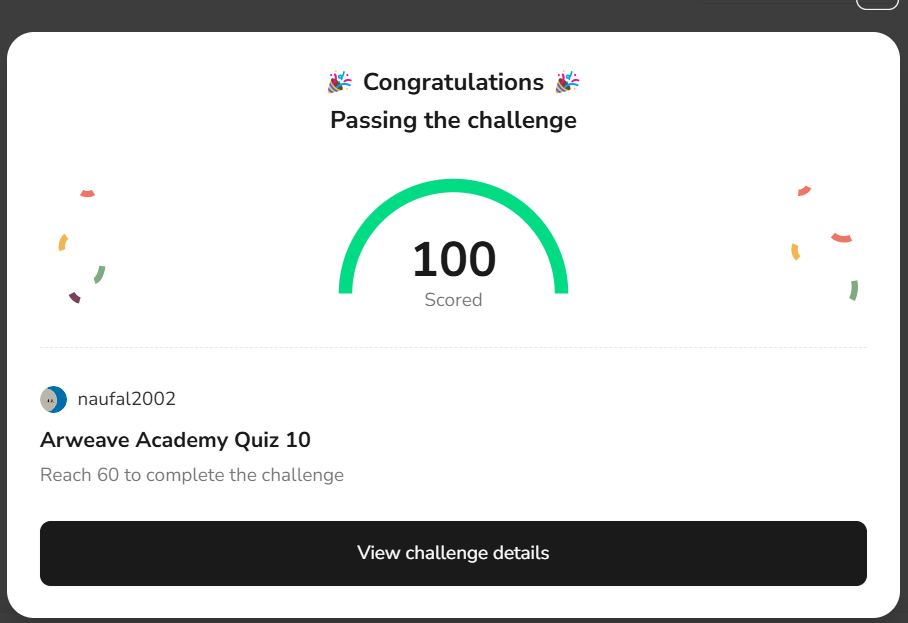 Congratulations
Passing the challenge
100
Scored
naufal2002
Arweave Academy Quiz 10
Reach 60 to complete the challenge
View challenge details